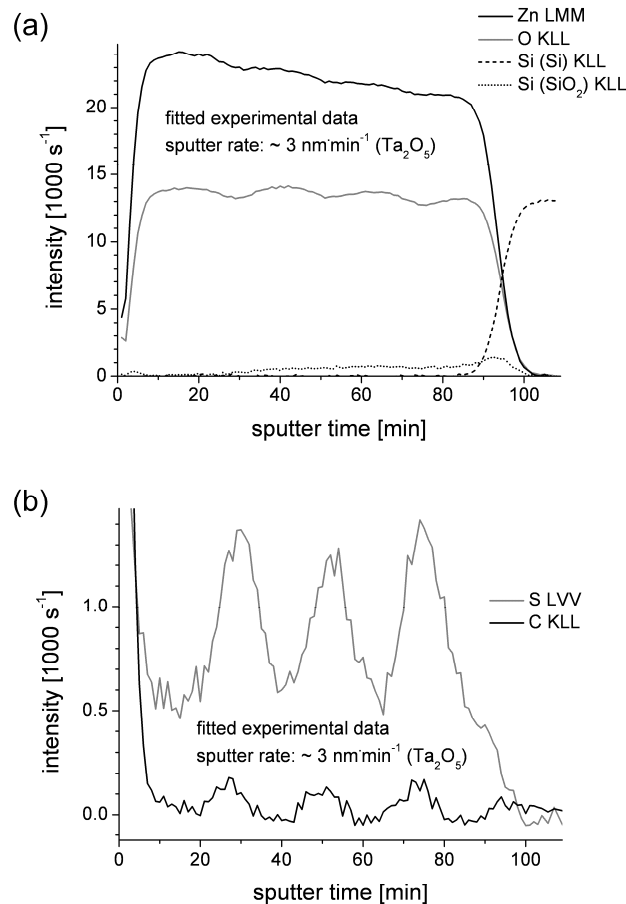 (a)
Zn LMM
O KLL
Si (Si) KLL
Si (SiO₂) KLL
20
15
10
5
0
intensity [1000 s⁻¹]
fitted experimental data
sputter rate: ~ 3 nm·min⁻¹ (Ta₂O₅)
0 20 40 60 80 100
sputter time [min]
(b)
S LVV
C KLL
1.0
0.5
0.0
intensity [1000 s⁻¹]
fitted experimental data
sputter rate: ~ 3 nm·min⁻¹ (Ta₂O₅)
0 20 40 60 80 100
sputter time [min]